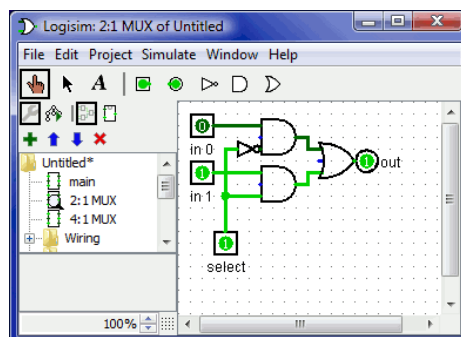 Logisim: 2:1 MUX of Untitled
File Edit Project Simulate Window Help
A
Untitled*
main
2:1 MUX
4:1 MUX
Wiring
100%
0
in 0
1
in 1
1
out
1
select